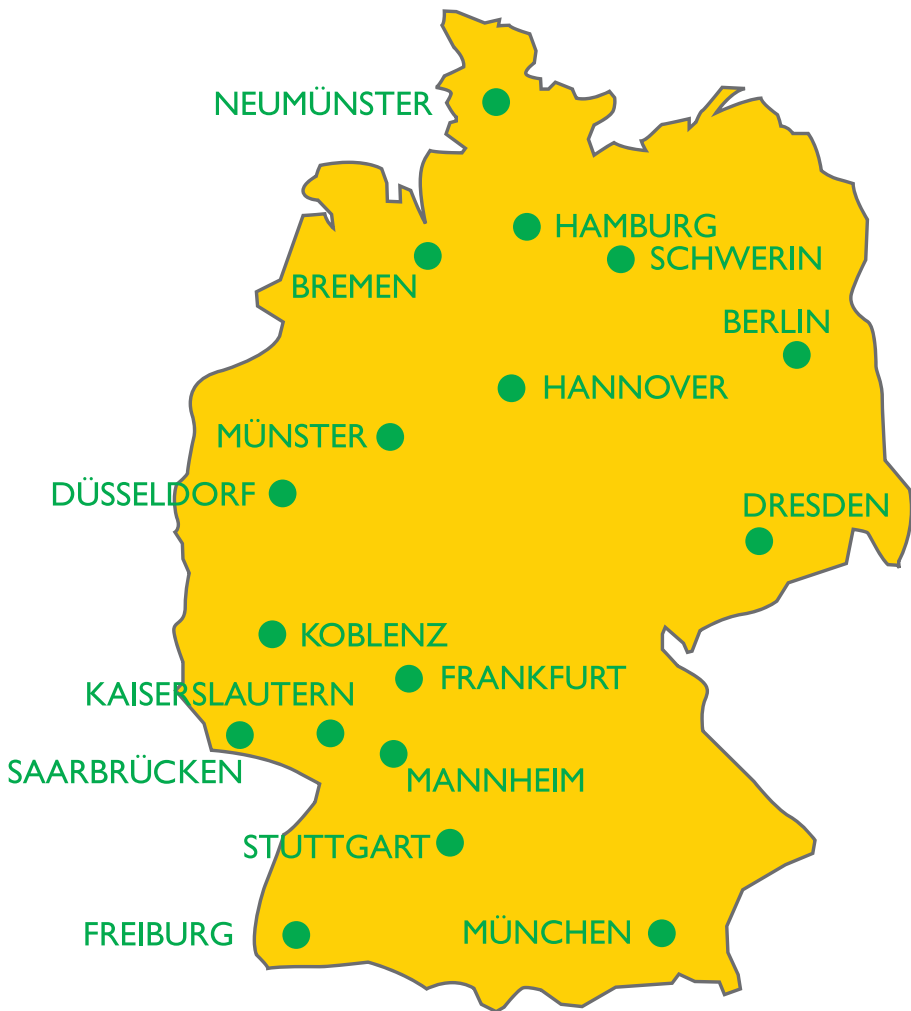 NEUMÜNSTER
HAMBURG
SCHWERIN
BREMEN
BERLIN
HANNOVER
MÜNSTER
DÜSSELDORF
DRESDEN
KOBLENZ
FRANKFURT
KAISERSLAUTERN
SAARBRÜCKEN
MANNHEIM
STUTTGART
FREIBURG
MÜNCHEN